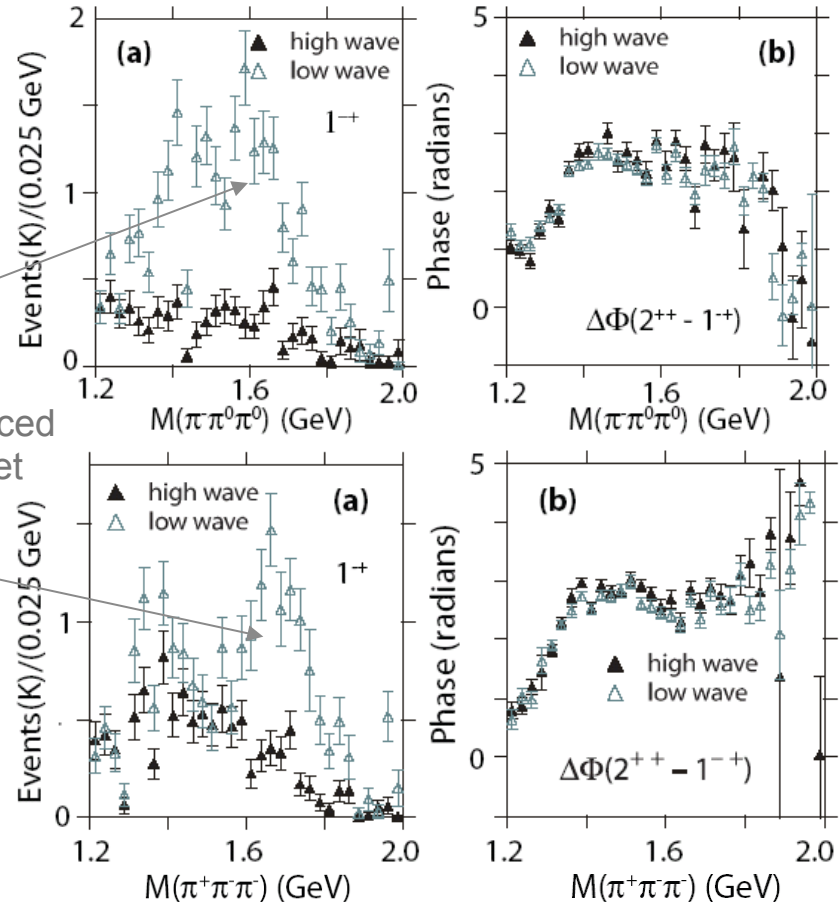 2
(a)
high wave
low wave
1⁻⁺
1
0
Events(K)/(0.025 GeV)
1.2 1.6 2.0
M(π⁻π⁰π⁰) (GeV)
5
high wave
low wave
(b)
Phase (radians)
0
ΔΦ(2⁺⁺ - 1⁻⁺)
1.2 1.6 2.0
M(π⁻π⁰π⁰) (GeV)
ced
et
high wave
low wave
(a)
1⁻⁺
1
0
Events(K)/(0.025 GeV)
1.2 1.6 2.0
M(π⁺π⁻π⁻) (GeV)
5
(b)
Phase (radians)
high wave
low wave
0
ΔΦ(2⁺⁺ – 1⁻⁺)
1.2 1.6 2.0
M(π⁺π⁻π⁻) (GeV)